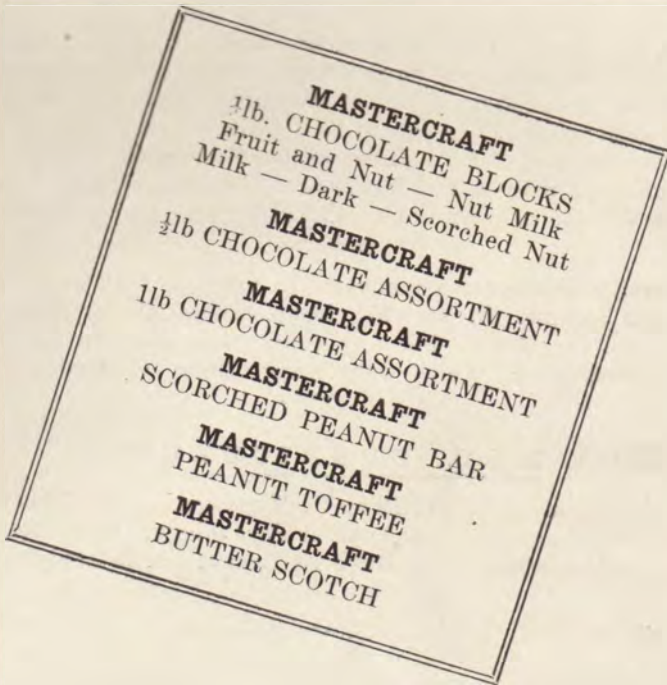 MASTERCRAFT
¼lb. CHOCOLATE BLOCKS
Fruit and Nut — Nut Milk
Milk — Dark — Scorched Nut
MASTERCRAFT
½lb CHOCOLATE ASSORTMENT
MASTERCRAFT
1lb CHOCOLATE ASSORTMENT
MASTERCRAFT
SCORCHED PEANUT BAR
MASTERCRAFT
PEANUT TOFFEE
MASTERCRAFT
BUTTER SCOTCH